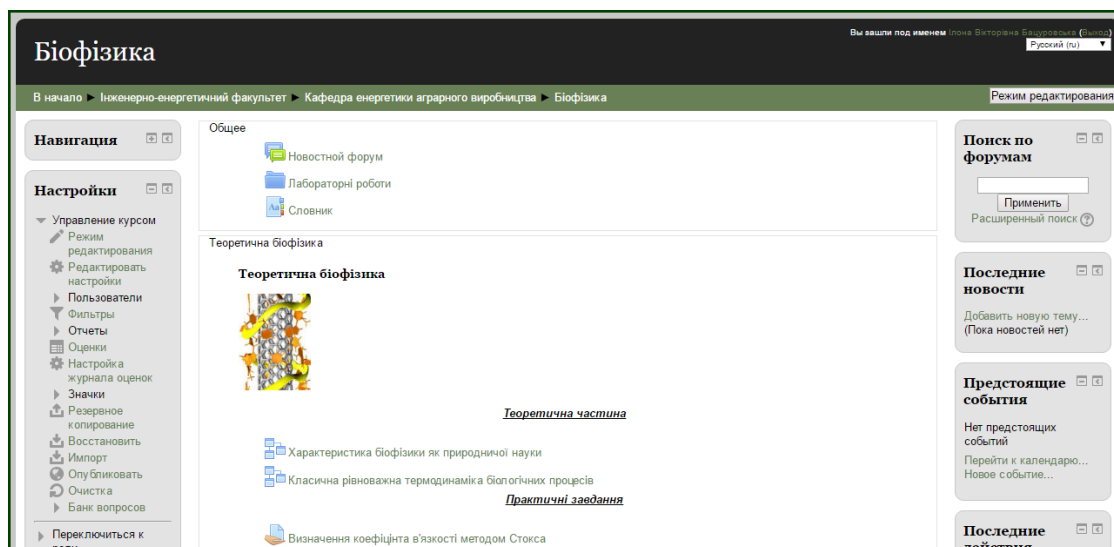 Біофізика
Вы зашли под именем Ілона Вікторівна Бацуровська (Выход)
Русский (ru)
В начало ► Інженерно-енергетичний факультет ► Кафедра енергетики аграрного виробництва ► Біофізика
Режим редактирования
Навигация
Настройки
Управление курсом
Режим
редактирования
Редактировать
настройки
Пользователи
Фильтры
Отчеты
Оценки
Настройка
журнала оценок
Значки
Резервное
копирование
Восстановить
Импорт
Опубликовать
Очистка
Банк вопросов
Переключиться к
Общее
Новостной форум
Лабораторні роботи
Словник
Теоретична біофізика
Теоретична біофізика
Теоретична частина
Характеристика біофізики як природничої науки
Класична рівноважна термодинаміка біологічних процесів
Практичні завдання
Визначення коефіцінта в'язкості методом Стокса
Поиск по
форумам
Применить
Расширенный поиск
Последние
новости
Добавить новую тему...
(Пока новостей нет)
Предстоящие
события
Нет предстоящих
событий
Перейти к календарю...
Новое событие...
Последние